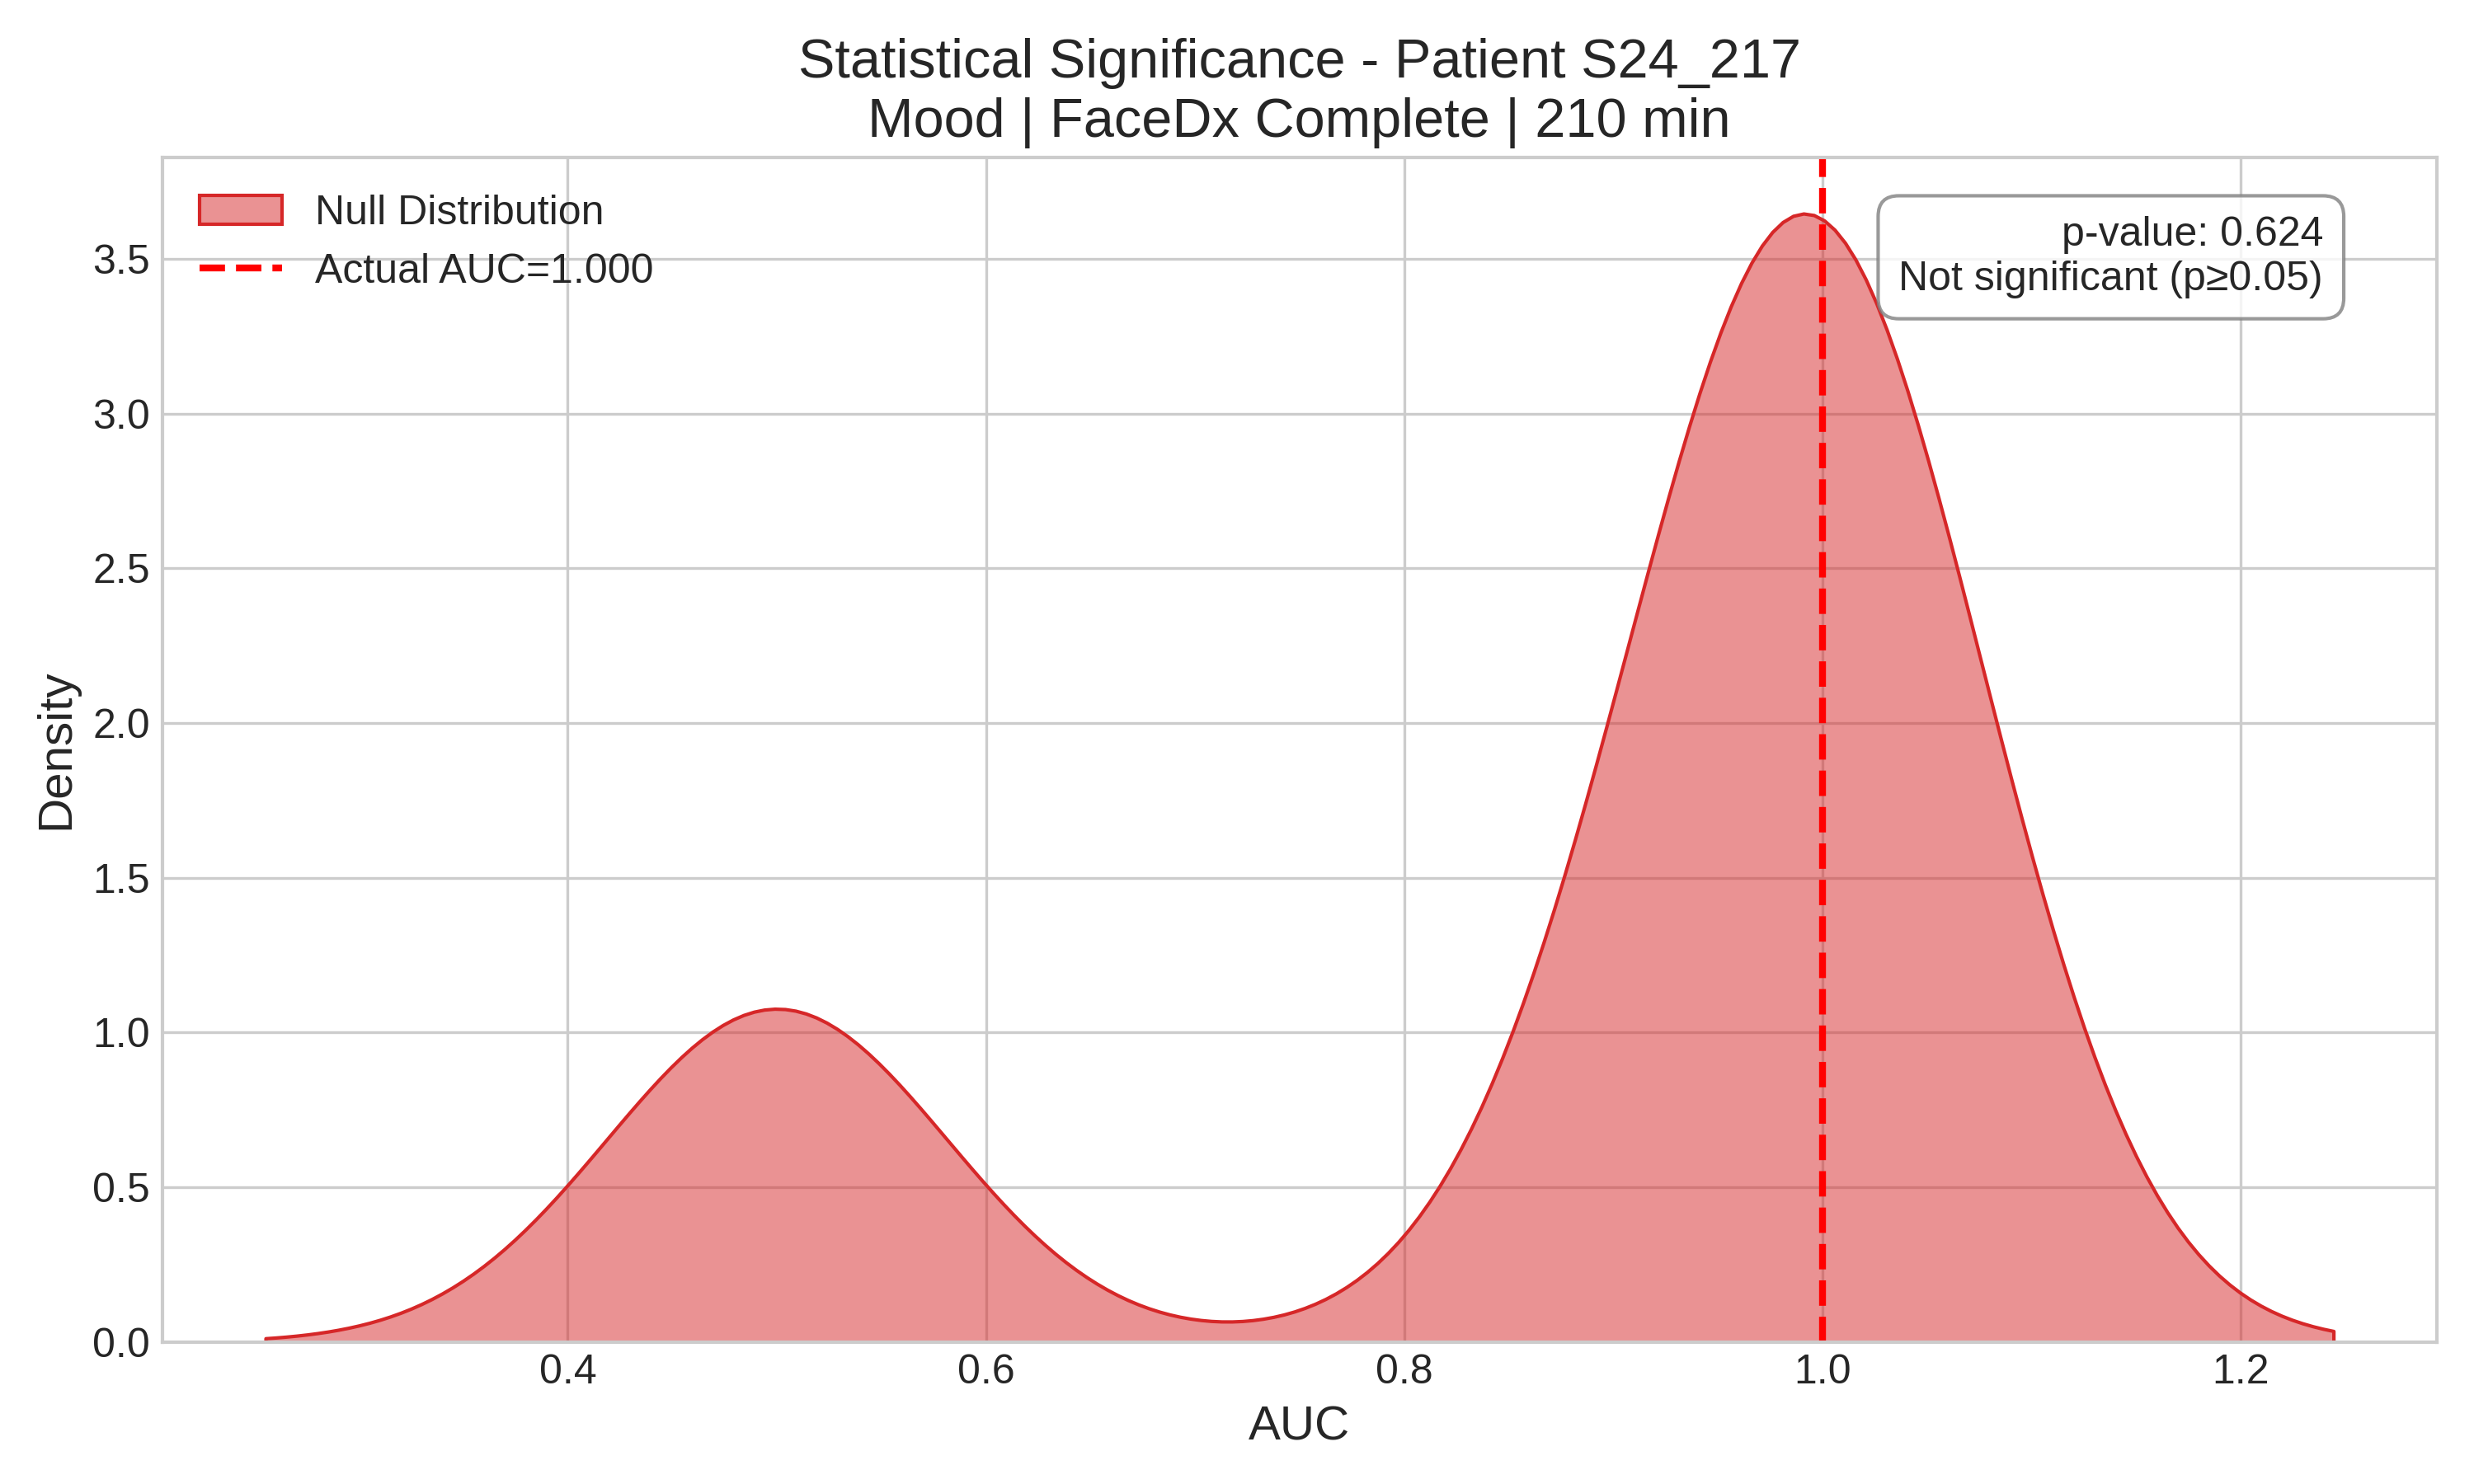 Statistical Significance - Patient S24_217
Mood | FaceDx Complete | 210 min
Null Distribution
Actual AUC=1.000
p-value: 0.624
Not significant (p≥0.05)
3.5
3.0
2.5
2.0
1.5
1.0
0.5
0.0
Density
0.4
0.6
0.8
1.0
1.2
AUC